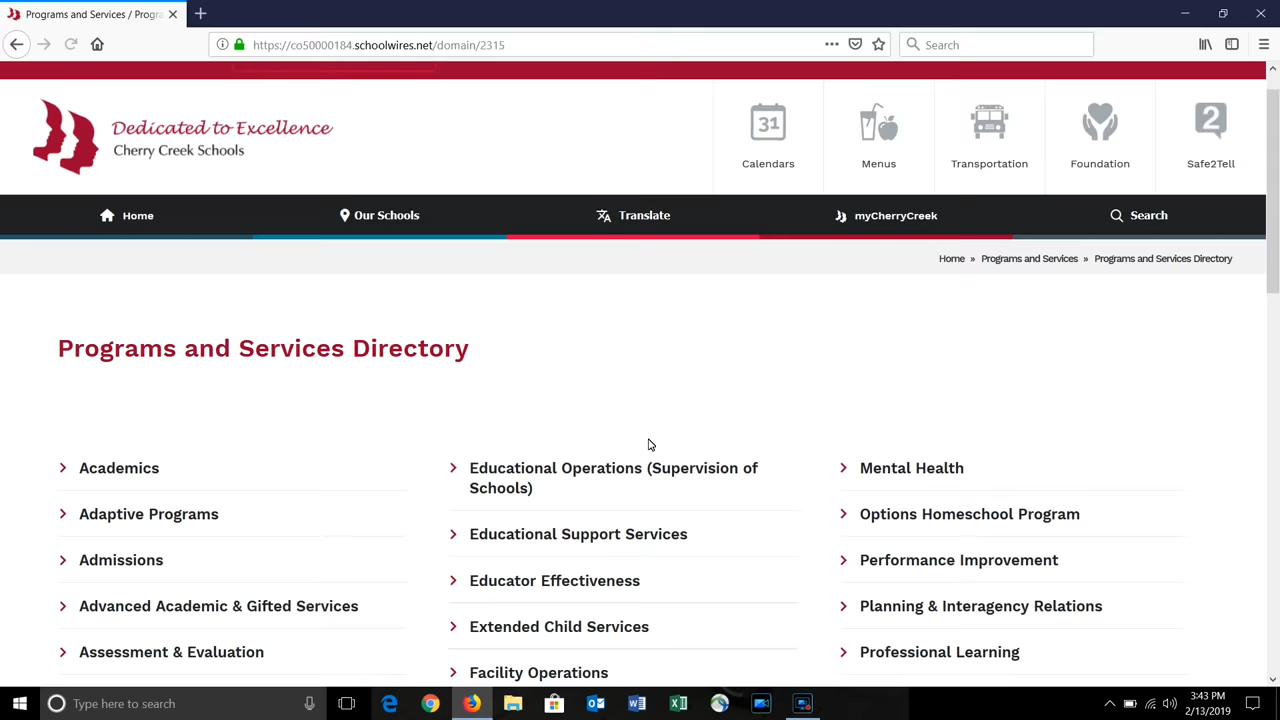 Programs and Services / Progra
https://co50000184.schoolwires.net/domain/2315
Search
Dedicated to Excellence
Cherry Creek Schools
31
Calendars
Menus
Transportation
Foundation
2
Safe2Tell
Home
Our Schools
Translate
myCherryCreek
Search
Home » Programs and Services » Programs and Services Directory
Programs and Services Directory
Academics
Adaptive Programs
Admissions
Advanced Academic & Gifted Services
Assessment & Evaluation
Educational Operations (Supervision of
Schools)
Educational Support Services
Educator Effectiveness
Extended Child Services
Facility Operations
Mental Health
Options Homeschool Program
Performance Improvement
Planning & Interagency Relations
Professional Learning
Type here to search
3:43 PM
2/13/2019